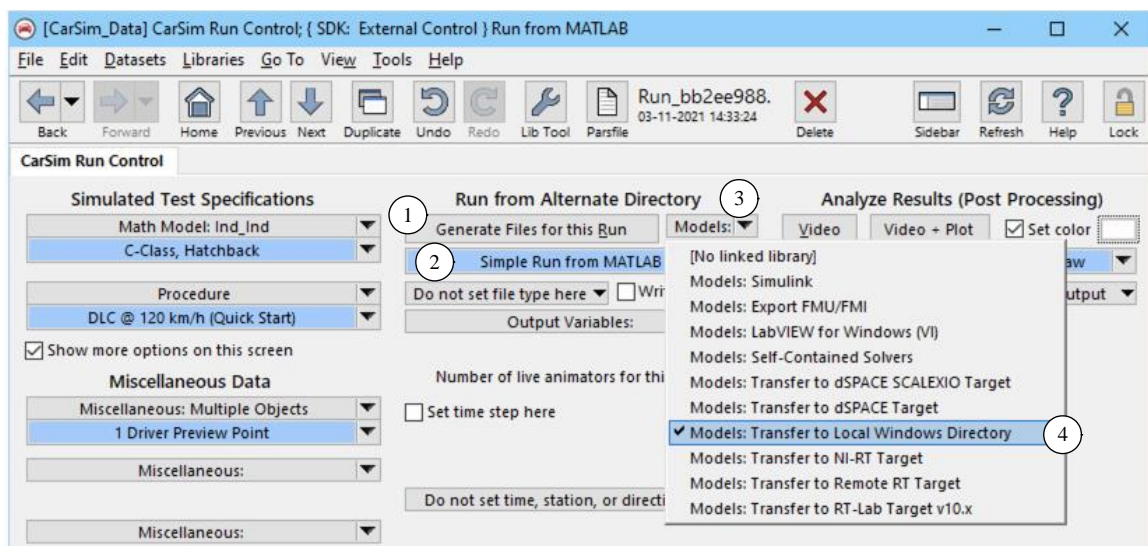 [CarSim_Data] CarSim Run Control; { SDK: External Control } Run from MATLAB
File Edit Datasets Libraries Go To View Tools Help
Back Forward Home Previous Next Duplicate Undo Redo Lib Tool Parsfile Run_bb2ee988. Delete Sidebar Refresh Help Lock
03-11-2021 14:33:24
CarSim Run Control
Simulated Test Specifications
Math Model: Ind_Ind
C-Class, Hatchback
Procedure
DLC @ 120 km/h (Quick Start)
Show more options on this screen
Miscellaneous Data
Miscellaneous: Multiple Objects
1 Driver Preview Point
Miscellaneous:
Miscellaneous:
Run from Alternate Directory
1 Generate Files for this Run
3
Models:
2 Simple Run from MATLAB
Do not set file type here
Output Variables:
Number of live animators for thi
Set time step here
Do not set time, station, or directi
Analyze Results (Post Processing)
Video Video + Plot Set color
[No linked library]
Models: Simulink
Models: Export FMU/FMI
Models: LabVIEW for Windows (VI)
Models: Self-Contained Solvers
Models: Transfer to dSPACE SCALEXIO Target
Models: Transfer to dSPACE Target
Models: Transfer to Local Windows Directory 4
Models: Transfer to NI-RT Target
Models: Transfer to Remote RT Target
Models: Transfer to RT-Lab Target v10.x